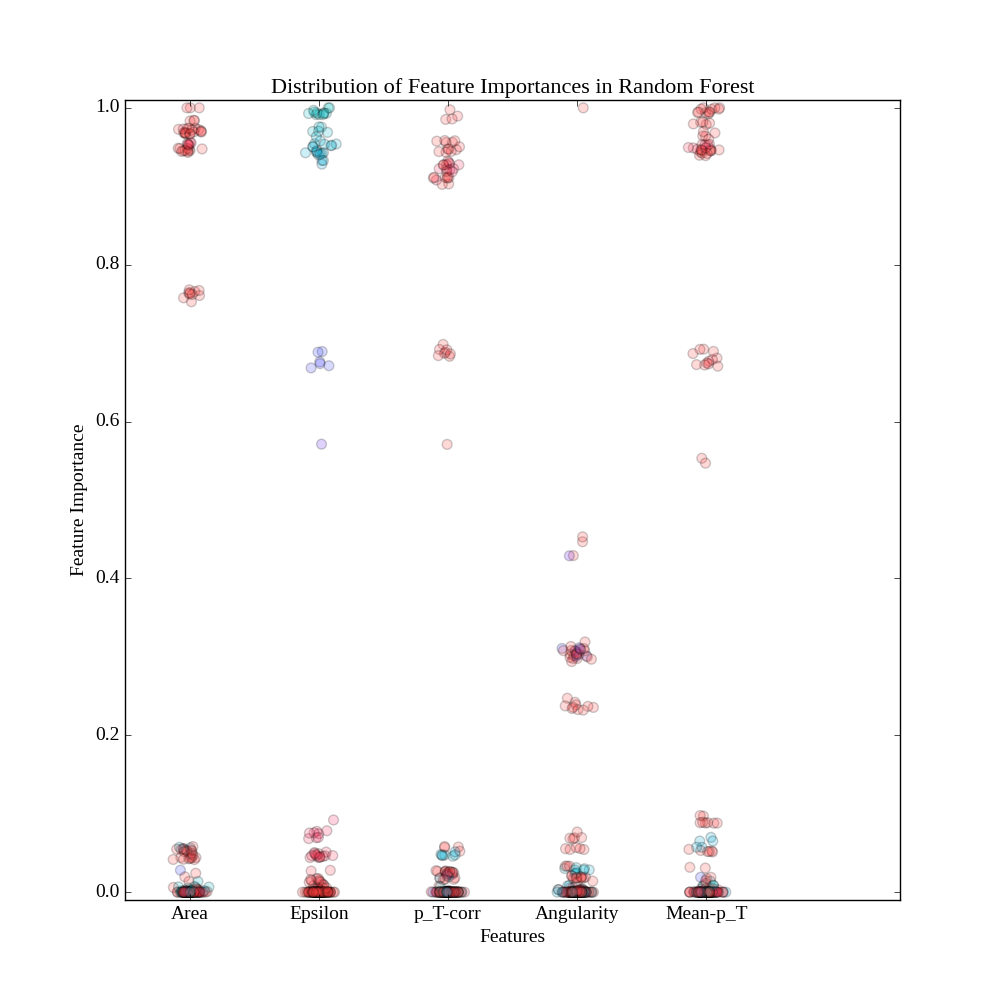 Distribution of Feature Importances in Random Forest
1.0
0.8
0.6
0.4
0.2
0.0
Feature Importance
Area Epsilon p_T-corr Angularity Mean-p_T
Features